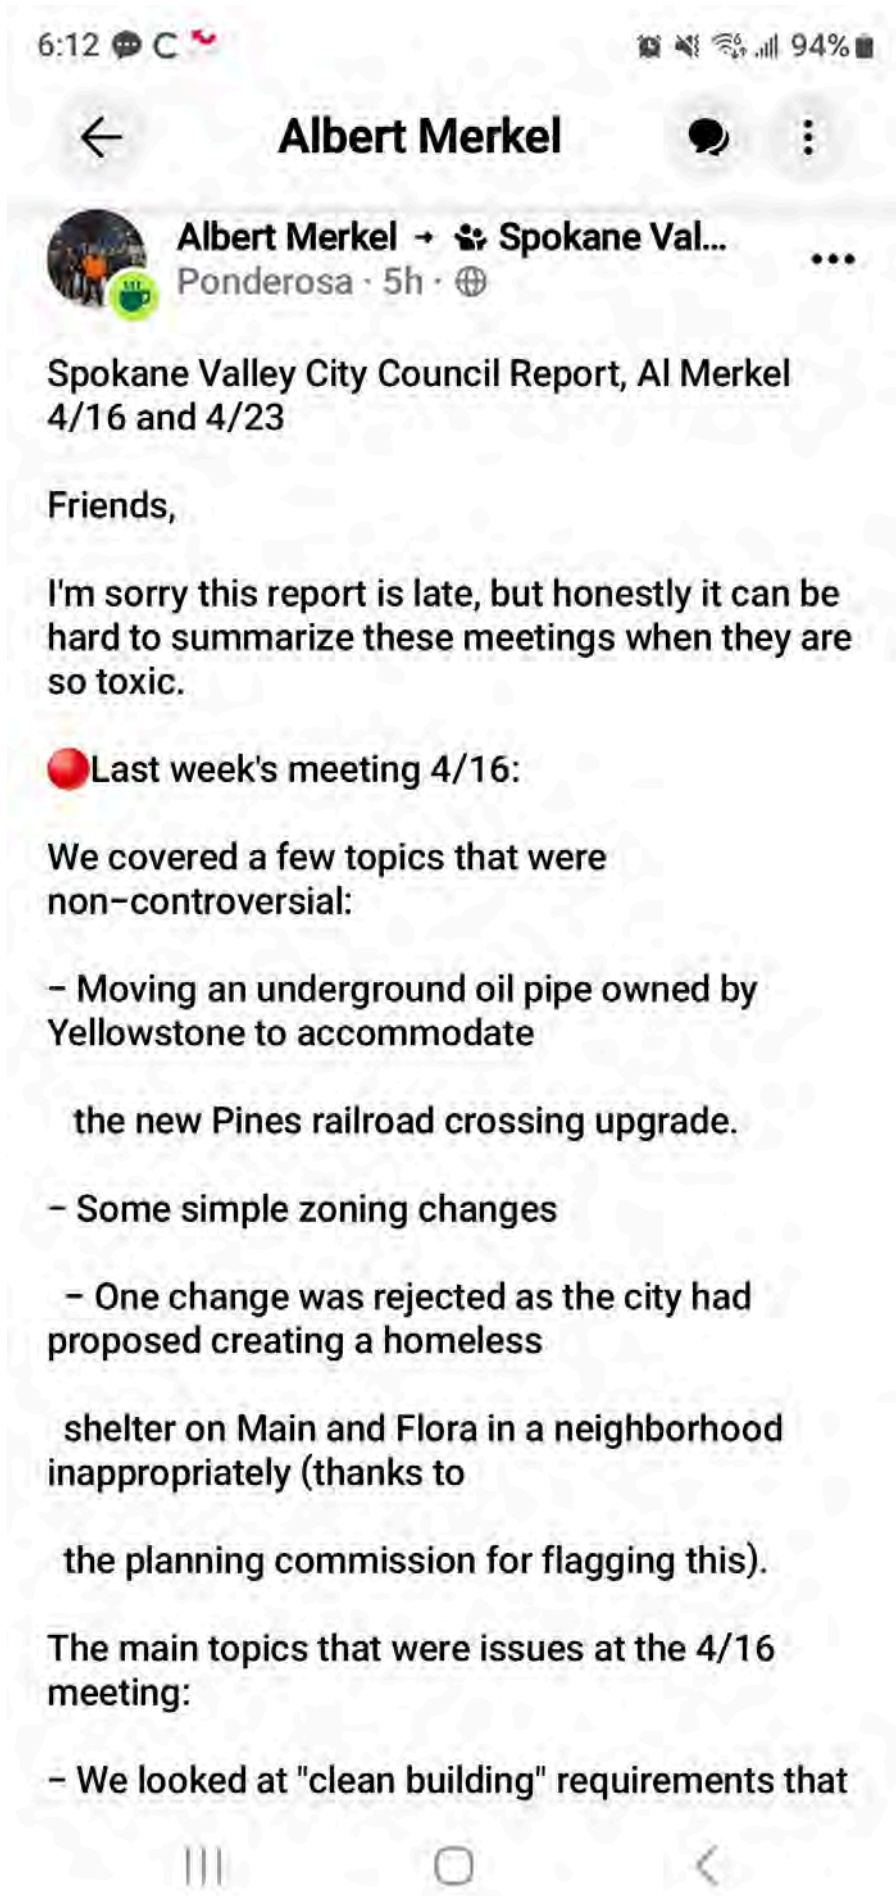 6:12 C 94%
Albert Merkel
Albert Merkel → Spokane Val...
Ponderosa · 5h ·
Spokane Valley City Council Report, Al Merkel
4/16 and 4/23
Friends,
I'm sorry this report is late, but honestly it can be
hard to summarize these meetings when they are
so toxic.
🔴Last week's meeting 4/16:
We covered a few topics that were
non-controversial:
- Moving an underground oil pipe owned by
Yellowstone to accommodate
the new Pines railroad crossing upgrade.
- Some simple zoning changes
- One change was rejected as the city had
proposed creating a homeless
shelter on Main and Flora in a neighborhood
inappropriately (thanks to
the planning commission for flagging this).
The main topics that were issues at the 4/16
meeting:
- We looked at "clean building" requirements that